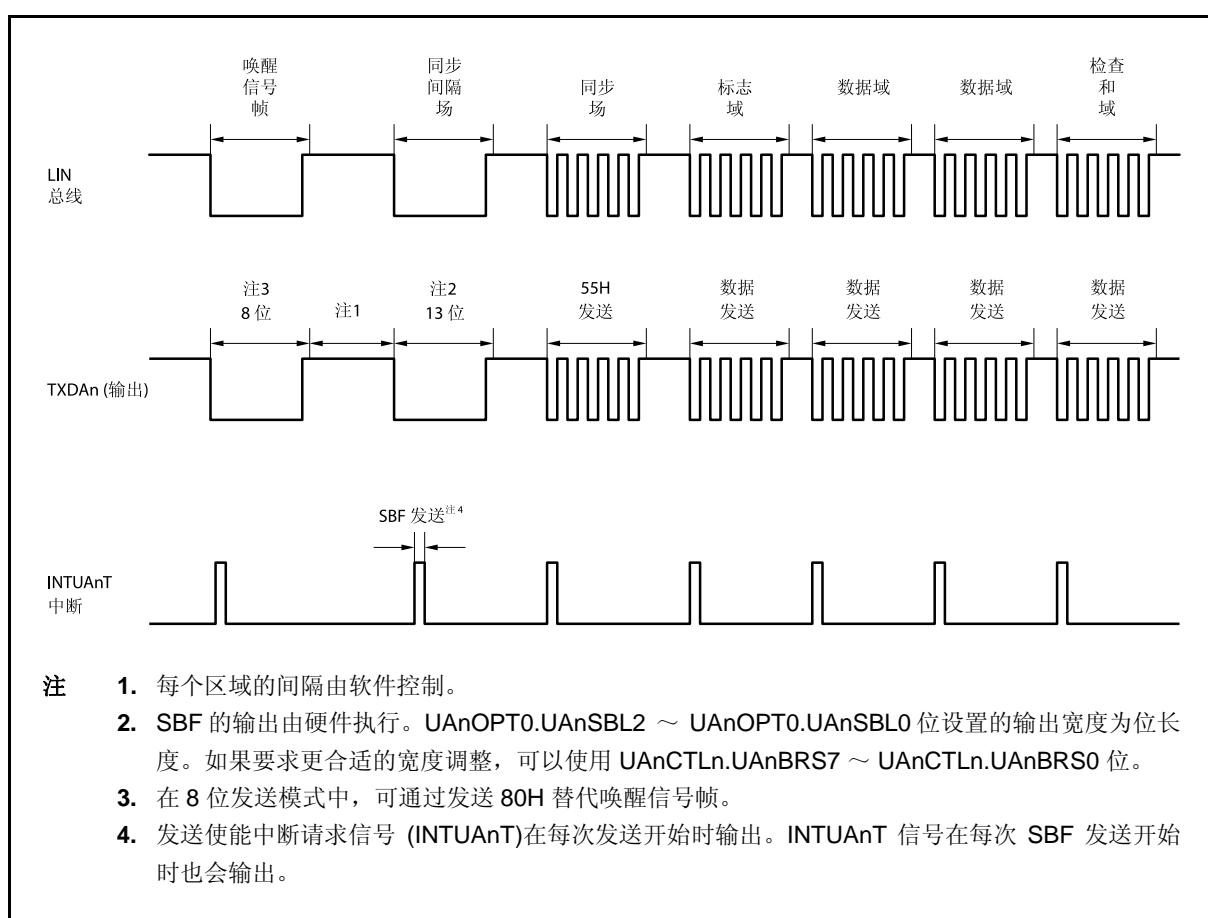 唤醒
信号
帧
同步
间隔
场
同步
场
标志
域
数据域
数据域
检查
和
域
LIN
总线
注3
8 位
注1
注2
13 位
55H
发送
数据
发送
数据
发送
数据
发送
数据
发送
TXDAn (输出)
SBF 发送注4
INTUAnT
中断
注 1. 每个区域的间隔由软件控制。
2. SBF 的输出由硬件执行。UAnOPT0.UAnSBL2 ～ UAnOPT0.UAnSBL0 位设置的输出宽度为位长
度。如果要求更合适的宽度调整，可以使用 UAnCTLn.UAnBRS7 ～ UAnCTLn.UAnBRS0 位。
3. 在 8 位发送模式中，可通过发送 80H 替代唤醒信号帧。
4. 发送使能中断请求信号 (INTUAnT)在每次发送开始时输出。INTUAnT 信号在每次 SBF 发送开始
时也会输出。